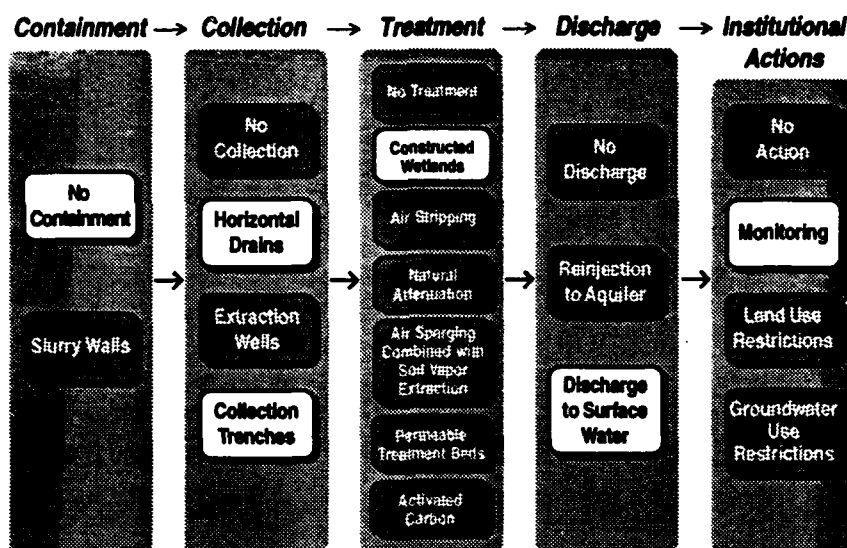 Containment → Collection → Treatment → Discharge → Institutional
Actions
No
Containment
Slurry Walls
No
Collection
Horizontal
Drains
Extraction
Wells
Collection
Trenches
No Treatment
Constructed
Wetlands
Air Stripping
Natural
Attenuation
Air Sparging
Combined with
Soil Vapor
Extraction
Permeable
Treatment Beds
Activated
Carbon
No
Discharge
Reinjection
to Aquifer
Discharge
to Surface
Water
No
Action
Monitoring
Land Use
Restrictions
Groundwater
Use
Restrictions